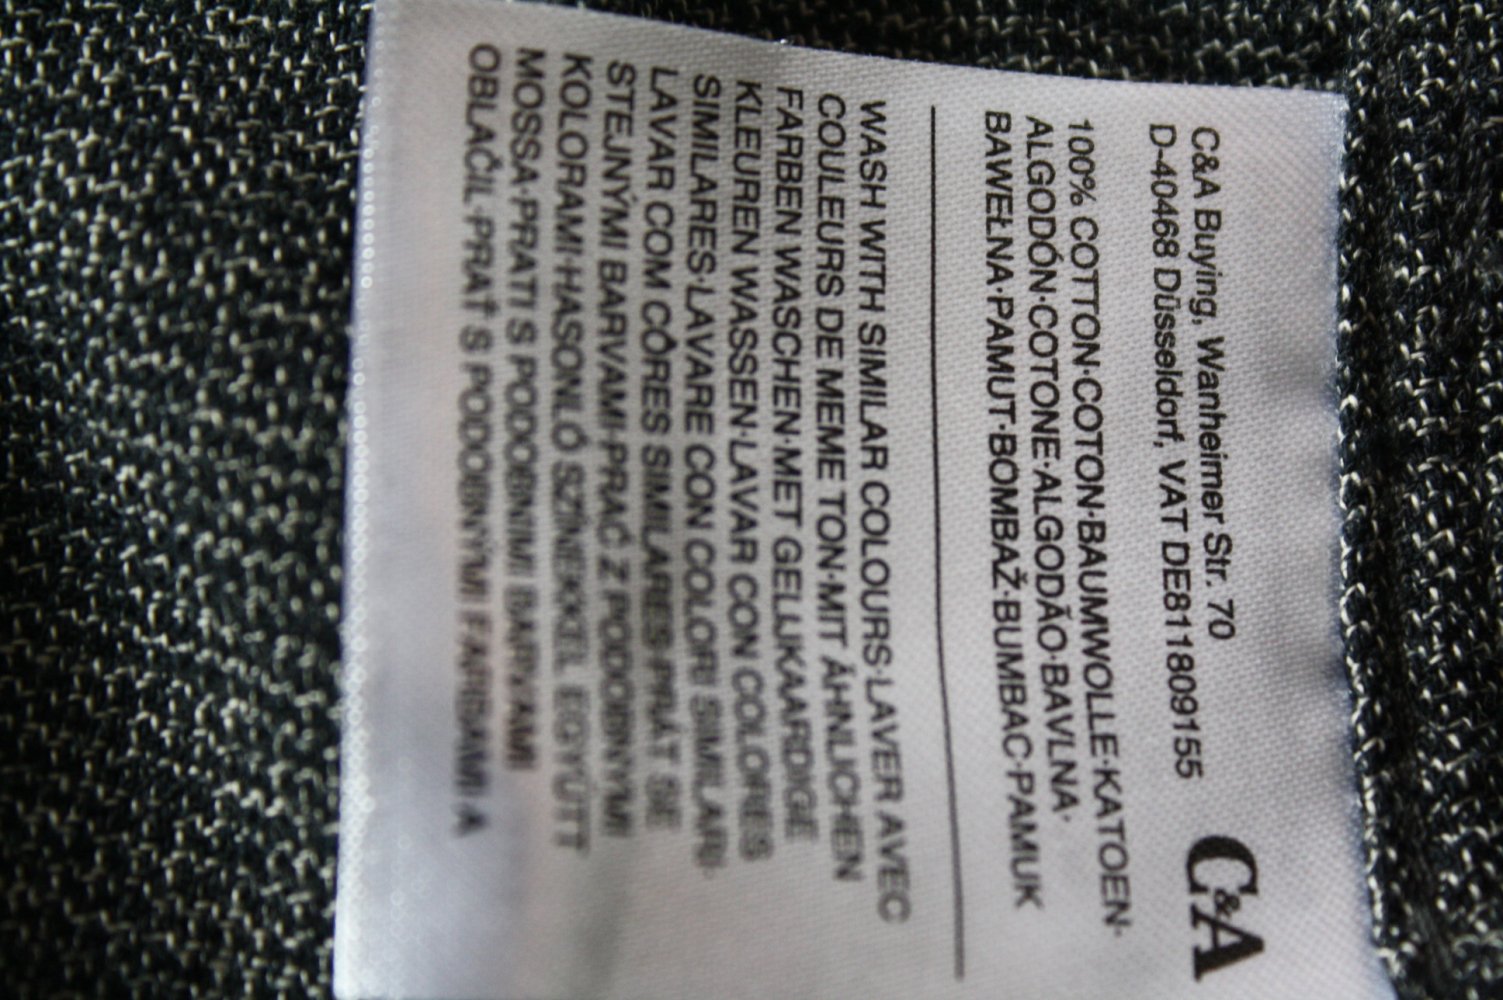 C&A Buying, Wanheimer Str. 70
D-40468 Düsseldorf, VAT DE811809155
C&A
100% COTTON·COTON·BAUMWOLLE·KATOEN·
ALGODÓN·COTONE·ALGODÃO·BAVLNA·
BAWEŁNA·PAMUT·BOMBAŽ·BUMBAC·PAMUK
WASH WITH SIMILAR COLOURS·LAVER AVEC
COULEURS DE MEME TON·MIT ÄHNLICHEN
FARBEN WASCHEN·MET GELIJKAARDIGE
KLEUREN WASSEN·LAVAR CON COLORES
SIMILARES·LAVARE CON COLORI SIMILARI·
LAVAR COM CÔRES SIMILARES·PRÁT SE
STEJNÝMI BARVAMI·PRAĆ Z PODOBNYMI
KOLORAMI·HASONLÓ SZÍNEKKEL EGYÜTT
MOSSA·PRATI S PODOBNIMI BARVAMI
OBLAČIL·PRAŤ S PODOBNÝMI FARBAMI A